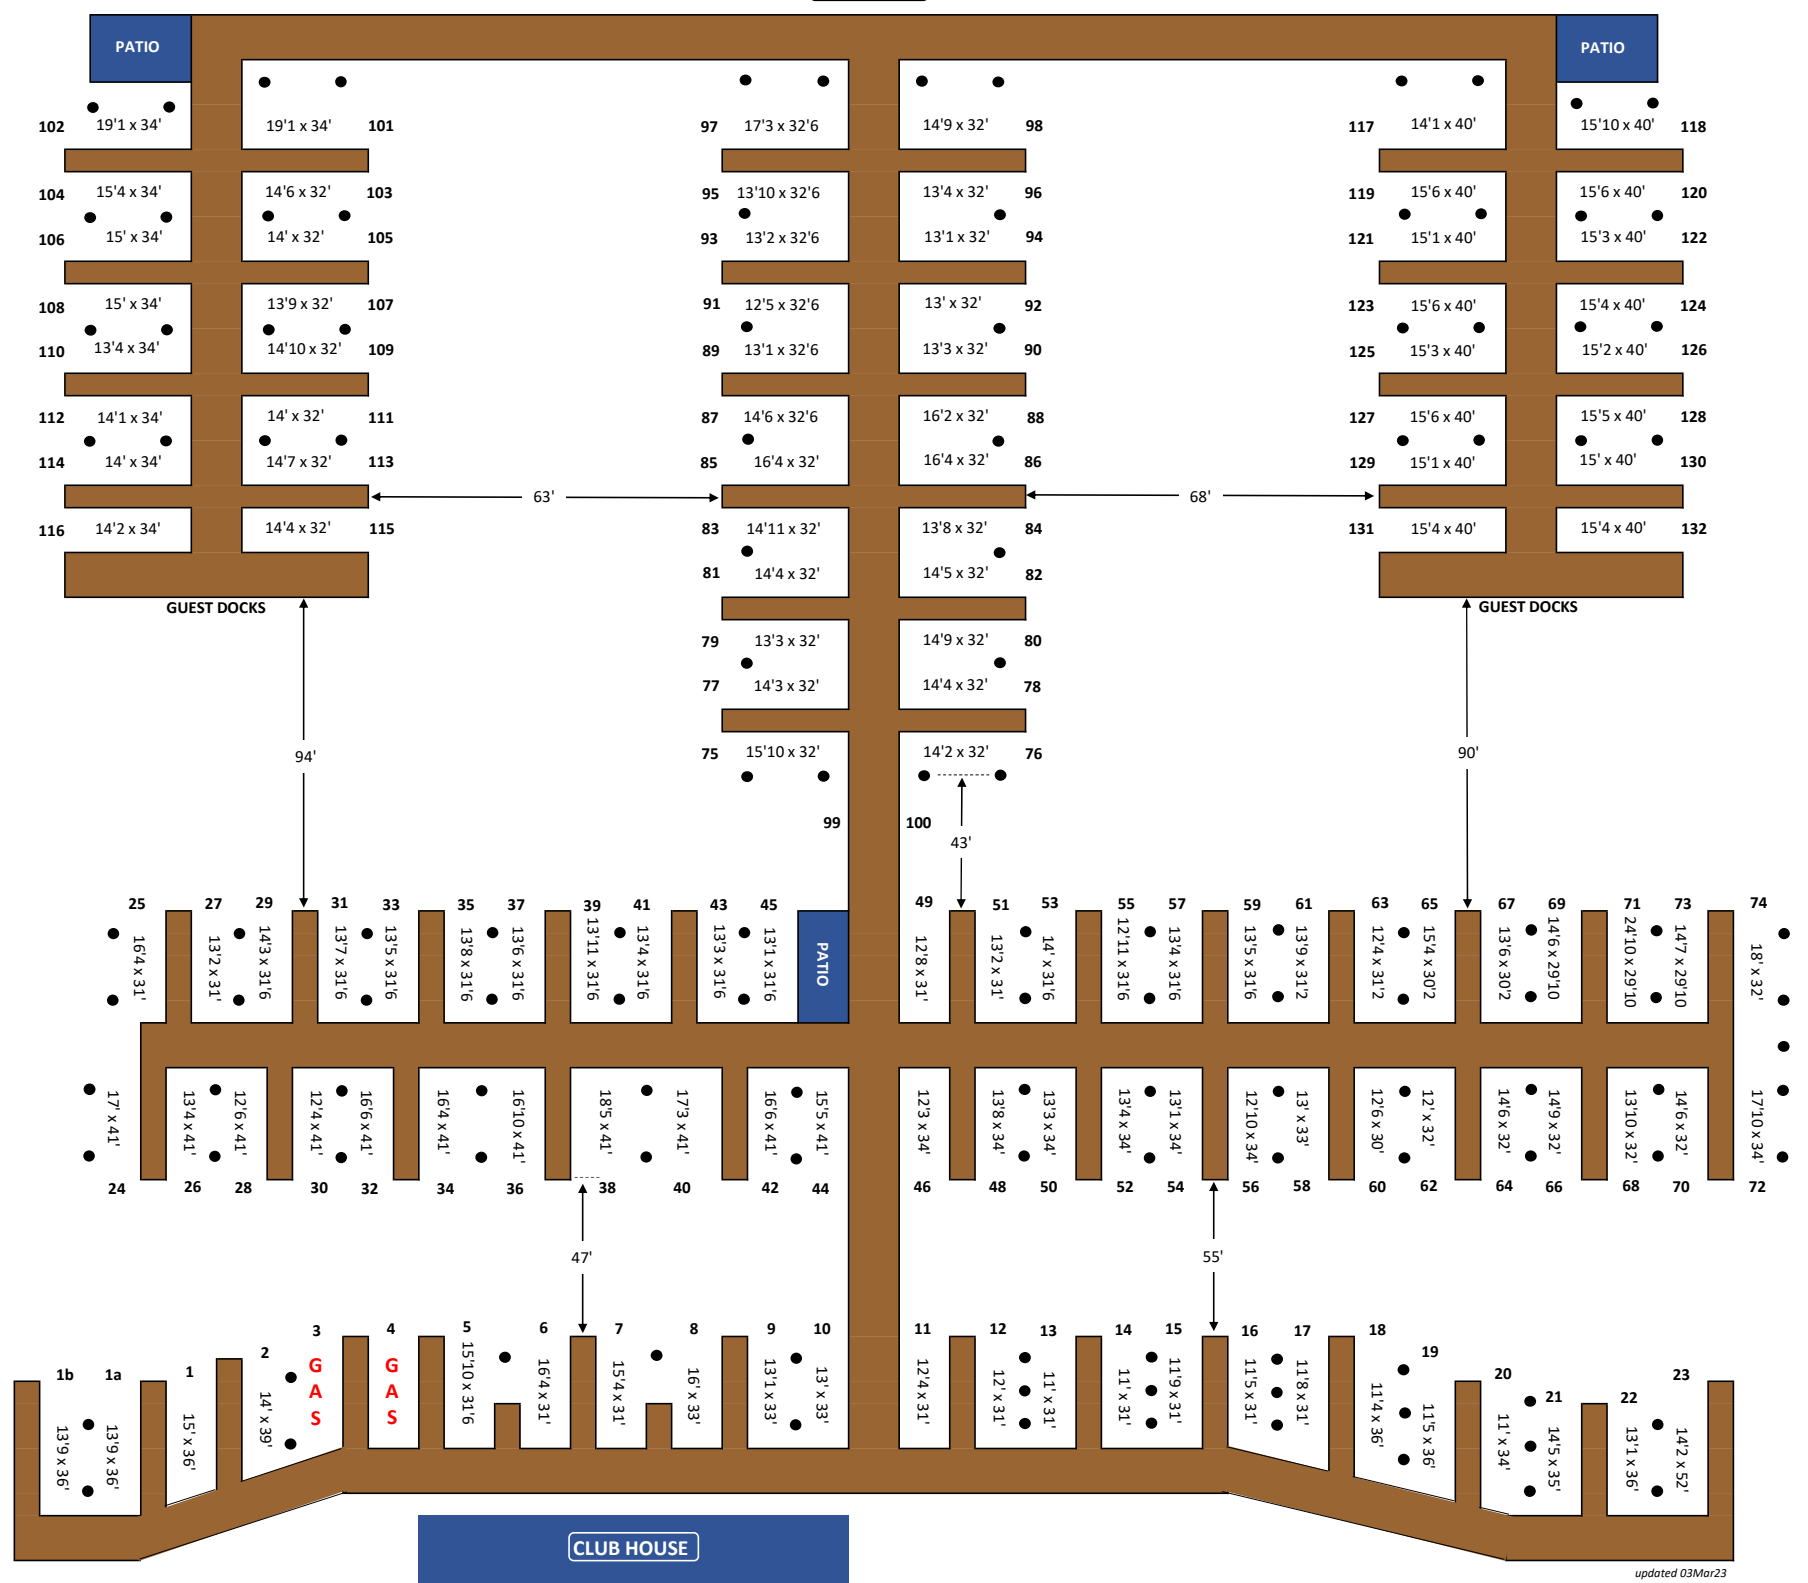 PATIO
PATIO
102
19'1 x 34'
19'1 x 34'
101
97
17'3 x 32'6
14'9 x 32'
98
117
14'1 x 40'
15'10 x 40'
118
104
15'4 x 34'
14'6 x 32'
103
95
13'10 x 32'6
13'4 x 32'
96
119
15'6 x 40'
15'6 x 40'
120
106
15' x 34'
14' x 32'
105
93
13'2 x 32'6
13'1 x 32'
94
121
15'1 x 40'
15'3 x 40'
122
108
15' x 34'
13'9 x 32'
107
91
12'5 x 32'6
13' x 32'
92
123
15'6 x 40'
15'4 x 40'
124
110
13'4 x 34'
14'10 x 32'
109
89
13'1 x 32'6
13'3 x 32'
90
125
15'3 x 40'
15'2 x 40'
126
112
14'1 x 34'
14' x 32'
111
87
14'6 x 32'6
16'2 x 32'
88
127
15'6 x 40'
15'5 x 40'
128
114
14' x 34'
14'7 x 32'
113
85
16'4 x 32'
16'4 x 32'
86
129
15'1 x 40'
15' x 40'
130
63'
68'
116
14'2 x 34'
14'4 x 32'
115
83
14'11 x 32'
13'8 x 32'
84
131
15'4 x 40'
15'4 x 40'
132
81
14'4 x 32'
14'5 x 32'
82
GUEST DOCKS
GUEST DOCKS
79
13'3 x 32'
14'9 x 32'
80
77
14'3 x 32'
14'4 x 32'
78
94'
75
15'10 x 32'
14'2 x 32'
76
90'
99
100
43'
25
27
29
31
33
35
37
39
41
43
45
49
51
53
55
57
59
61
63
65
67
69
71
73
74
16'4 x 31'
13'2 x 31'
14'3 x 31'6
13'7 x 31'6
13'5 x 31'6
13'8 x 31'6
13'6 x 31'6
13'11 x 31'6
13'4 x 31'6
13'3 x 31'6
13'1 x 31'6
PATIO
12'8 x 31'
13'2 x 31'
14' x 31'6
12'11 x 31'6
13'4 x 31'6
13'5 x 31'6
13'9 x 31'2
12'4 x 31'2
15'4 x 30'2
13'6 x 30'2
14'6 x 29'10
24'10 x 29'10
14'7 x 29'10
18' x 32'
17' x 41'
13'4 x 41'
12'6 x 41'
12'4 x 41'
16'6 x 41'
16'4 x 41'
16'10 x 41'
18'5 x 41'
17'3 x 41'
16'6 x 41'
15'5 x 41'
12'3 x 34'
13'8 x 34'
13'3 x 34'
13'4 x 34'
13'1 x 34'
12'10 x 34'
13' x 33'
12'6 x 30'
12' x 32'
14'6 x 32'
14'9 x 32'
13'10 x 32'
14'6 x 32'
17'10 x 34'
24
26
28
30
32
34
36
38
40
42
44
46
48
50
52
54
56
58
60
62
64
66
68
70
72
47'
55'
1b
1a
1
2
3
4
5
6
7
8
9
10
11
12
13
14
15
16
17
18
19
20
21
22
23
13'9 x 36'
13'9 x 36'
15' x 36'
14' x 39'
GAS
GAS
15'10 x 31'6
16'4 x 31'
15'4 x 31'
16' x 33'
13'1 x 33'
13' x 33'
12'4 x 31'
12' x 31'
11' x 31'
11' x 31'
11'9 x 31'
11'5 x 31'
11'8 x 31'
11'4 x 36'
11'5 x 36'
11' x 34'
14'5 x 35'
13'1 x 36'
14'2 x 52'
CLUB HOUSE
updated 03Mar23